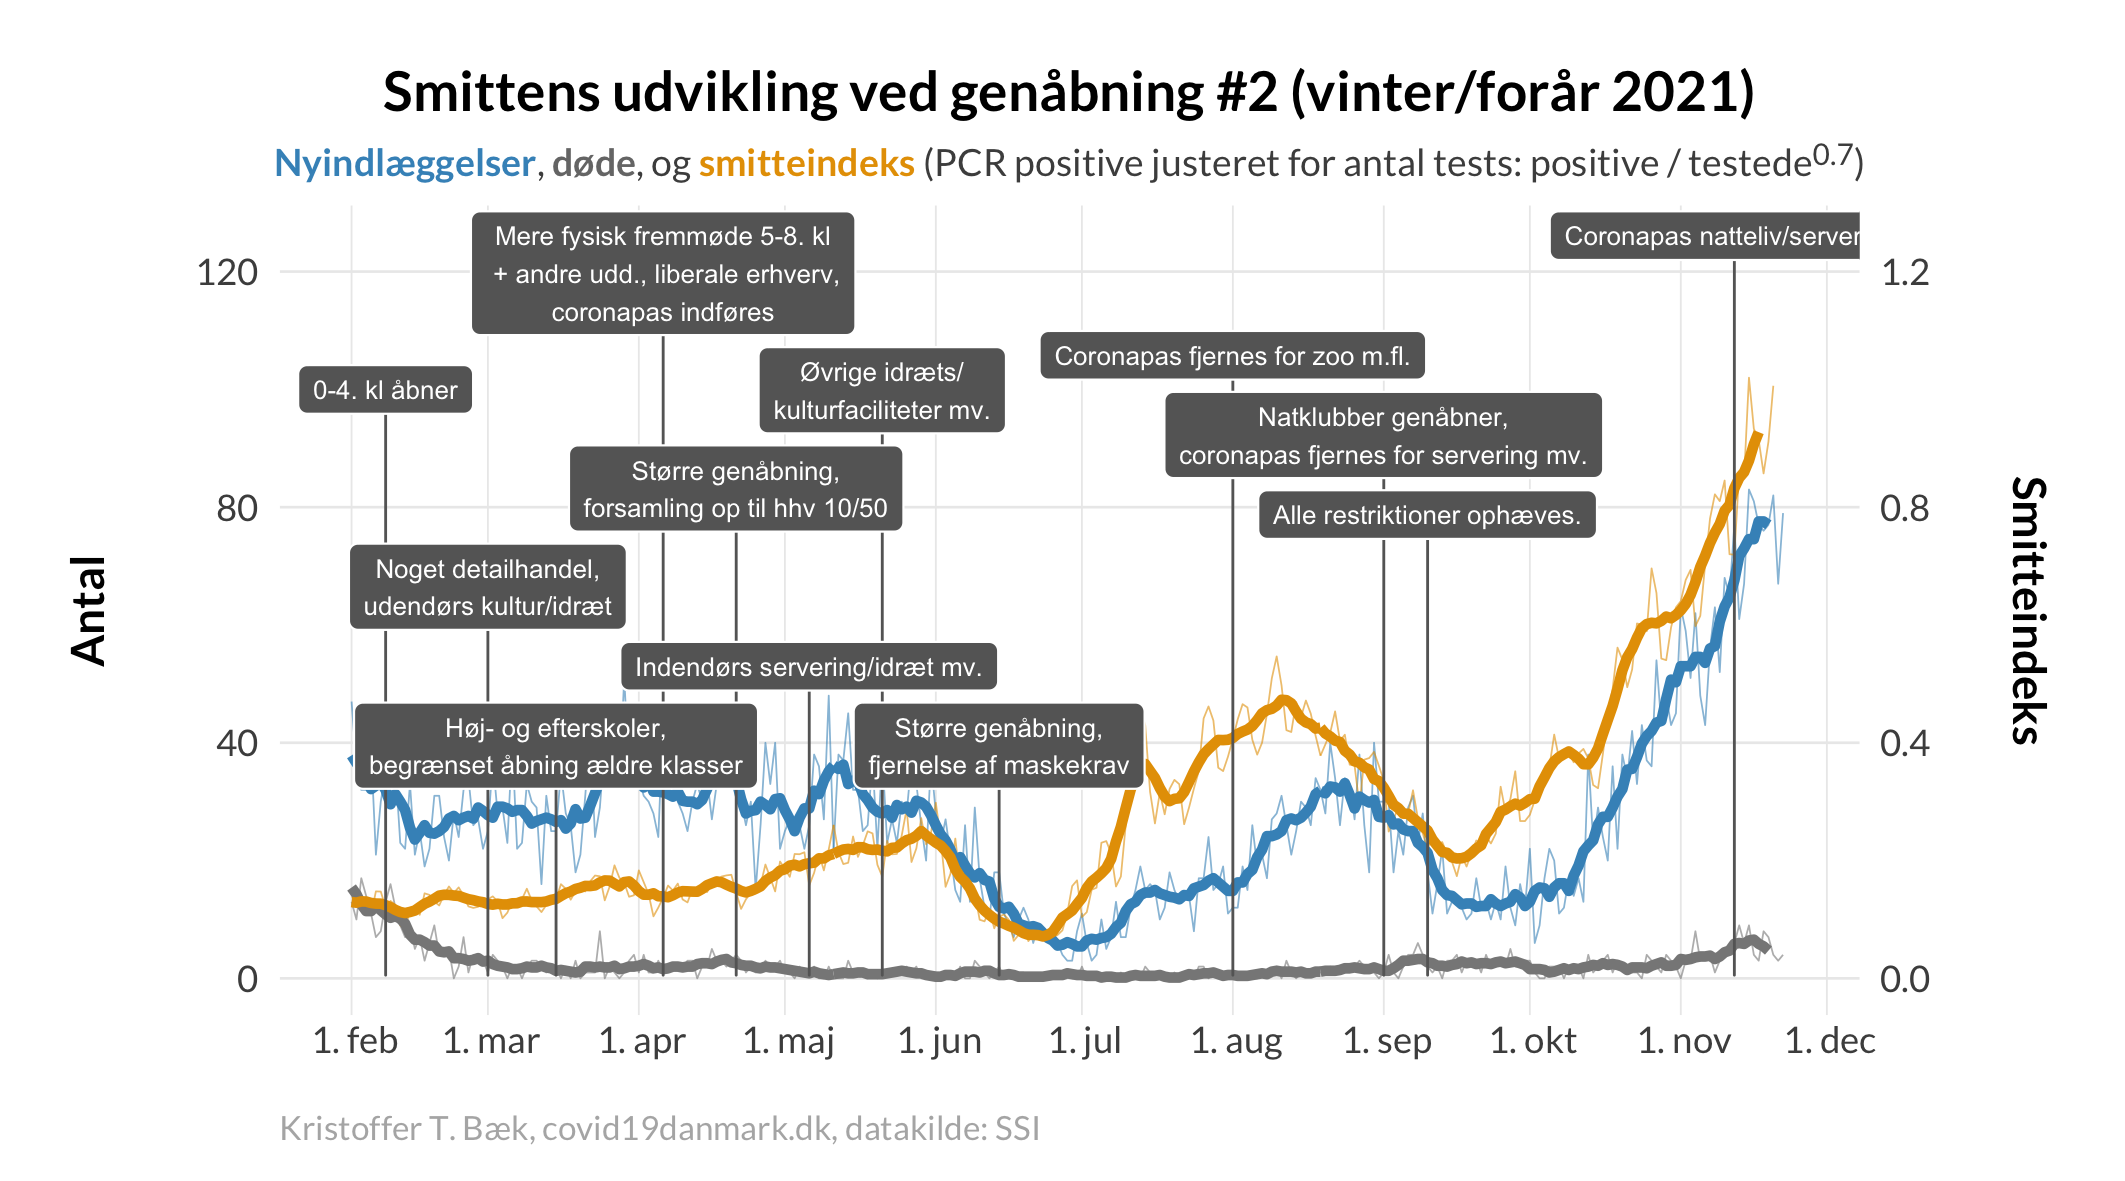 Smittens udvikling ved genåbning #2 (vinter/forår 2021)
Nyindlæggelser, døde, og smitteindeks (PCR positive justeret for antal tests: positive / testede^0.7)
Mere fysisk fremmøde 5-8. kl
+ andre udd., liberale erhverv,
coronapas indføres
Coronapas natteliv/server
0-4. kl åbner
Øvrige idræts/
kulturfaciliteter mv.
Coronapas fjernes for zoo m.fl.
Natklubber genåbner,
coronapas fjernes for servering mv.
Større genåbning,
forsamling op til hhv 10/50
Alle restriktioner ophæves.
Noget detailhandel,
udendørs kultur/idræt
Indendørs servering/idræt mv.
Høj- og efterskoler,
begrænset åbning ældre klasser
Større genåbning,
fjernelse af maskekrav
Antal
120
80
40
0
1.2
0.8
0.4
0.0
Smitteindeks
1. feb
1. mar
1. apr
1. maj
1. jun
1. jul
1. aug
1. sep
1. okt
1. nov
1. dec
Kristoffer T. Bæk, covid19danmark.dk, datakilde: SSI